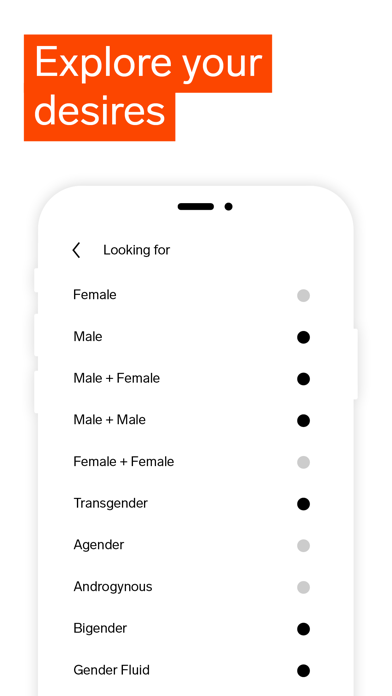 Explore your
desires
Looking for
Female
Male
Male + Female
Male + Male
Female + Female
Transgender
Agender
Androgynous
Bigender
Gender Fluid